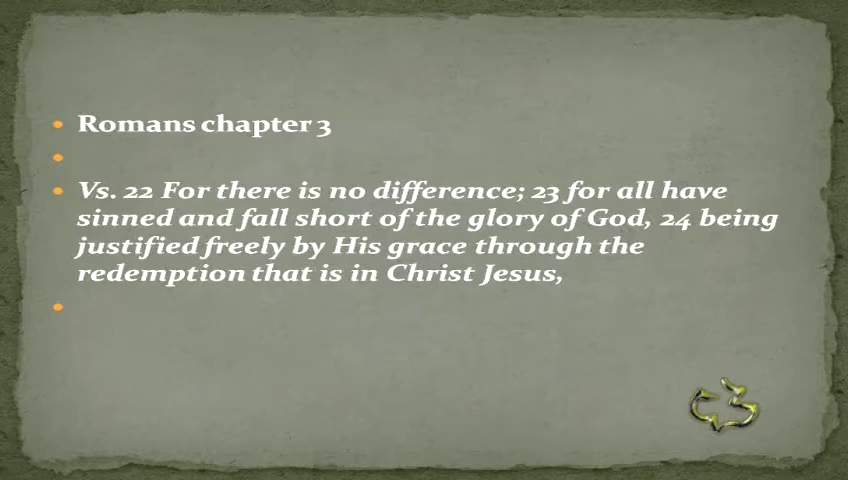 Romans chapter 3
Vs. 22 For there is no difference; 23 for all have
sinned and fall short of the glory of God, 24 being
justified freely by His grace through the
redemption that is in Christ Jesus,